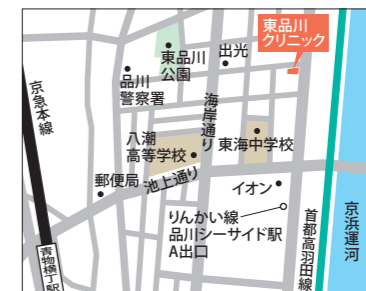 東品川
クリニック
東品川
公園
出光
品川
警察署
京急本線
海岸通り
八潮
高等学校
東海中学校
池上通り
郵便局
イオン
りんかい線
品川シーサイド駅
A出口
首都高羽田線
京浜運河
青物横丁駅